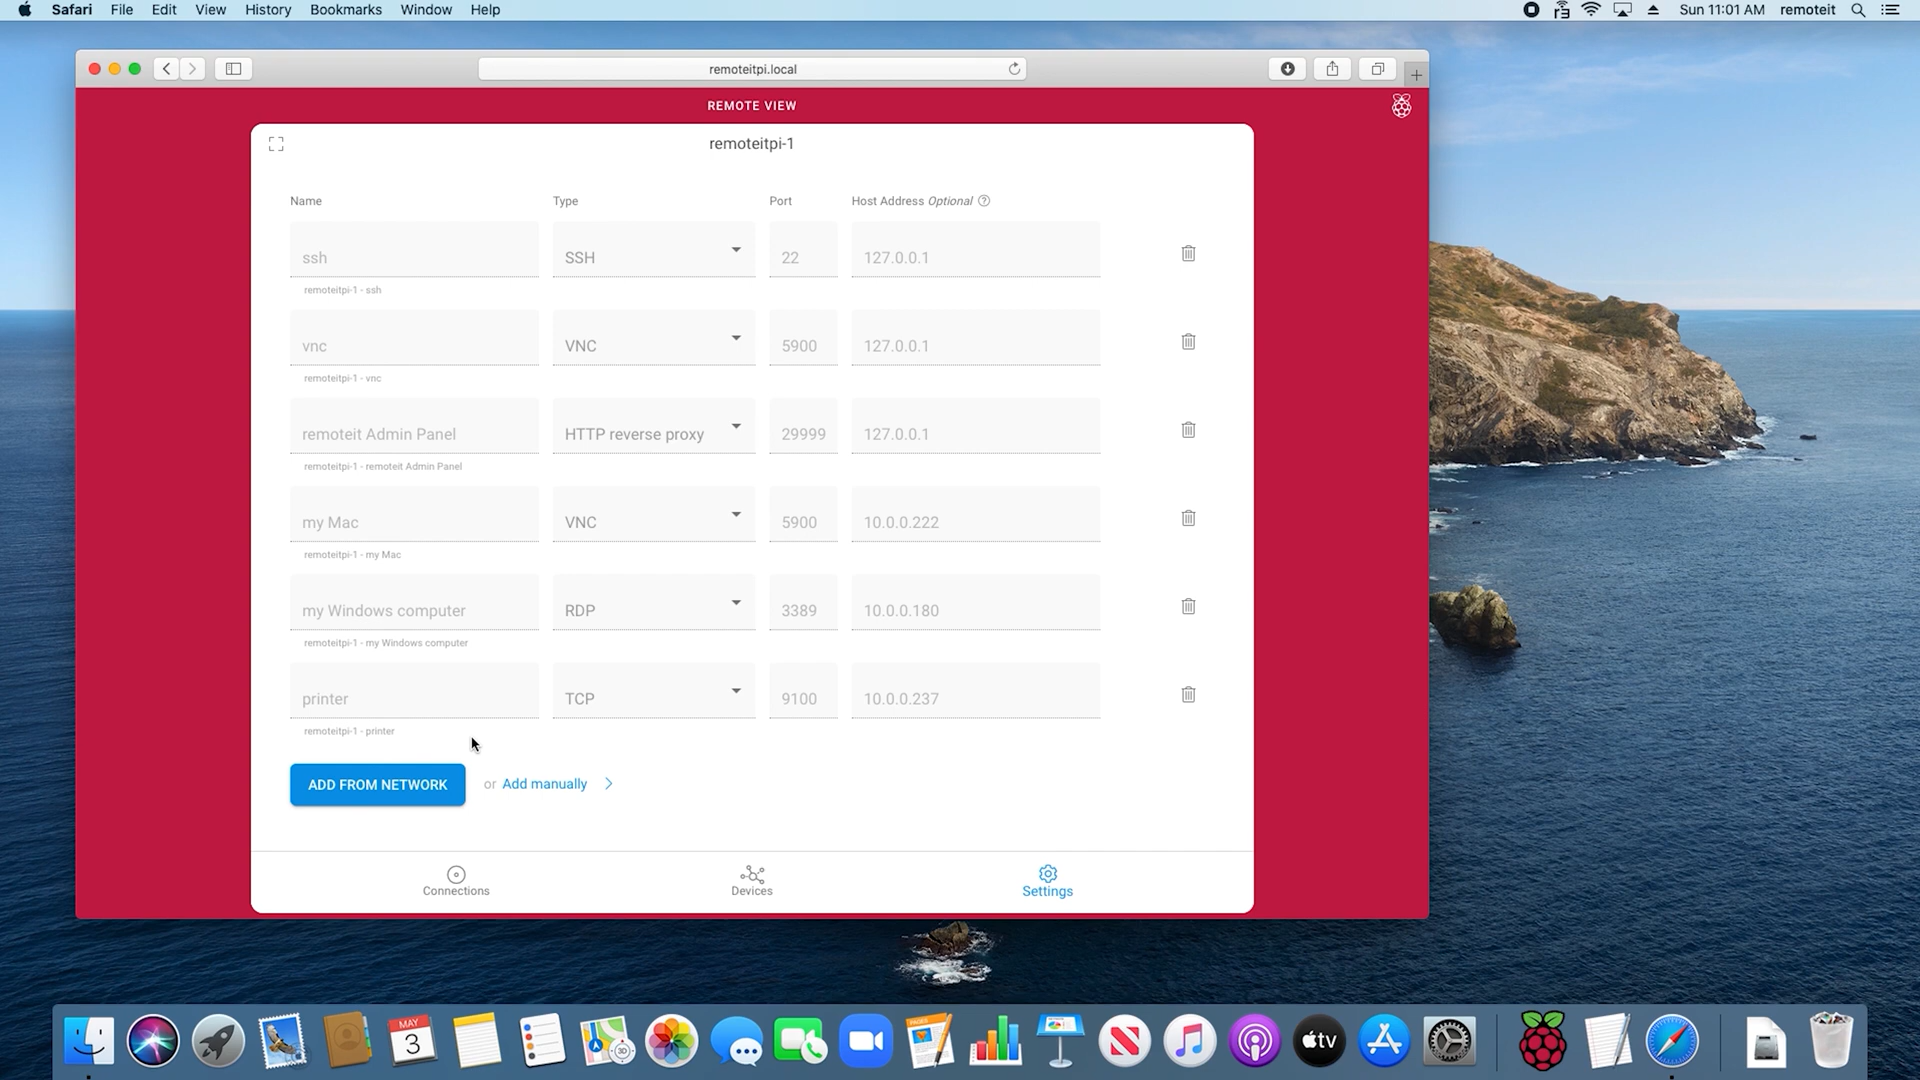 Safari File Edit View History Bookmarks Window Help
Sun 11:01 AM remoteit
remoteitpi.local
REMOTE VIEW
remoteitpi-1
Name Type Port Host Address Optional ?
ssh SSH 22 127.0.0.1
remoteitpi-1 - ssh
vnc VNC 5900 127.0.0.1
remoteitpi-1 - vnc
remoteit Admin Panel HTTP reverse proxy 29999 127.0.0.1
remoteitpi-1 - remoteit Admin Panel
my Mac VNC 5900 10.0.0.222
remoteitpi-1 - my Mac
my Windows computer RDP 3389 10.0.0.180
remoteitpi-1 - my Windows computer
printer TCP 9100 10.0.0.237
remoteitpi-1 - printer
ADD FROM NETWORK or Add manually
Connections Devices Settings
MAY
3
3D
tv